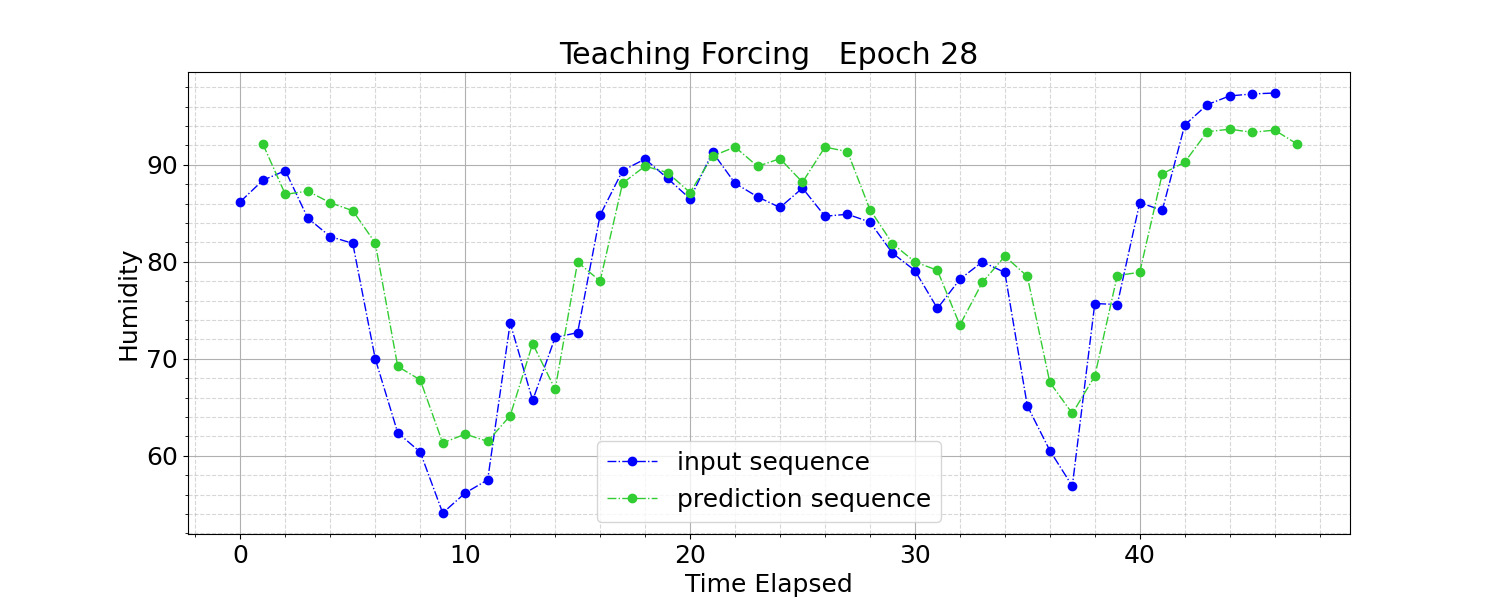 Teaching Forcing   Epoch 28
Humidity
90
80
70
60
input sequence
prediction sequence
0 10 20 30 40
Time Elapsed